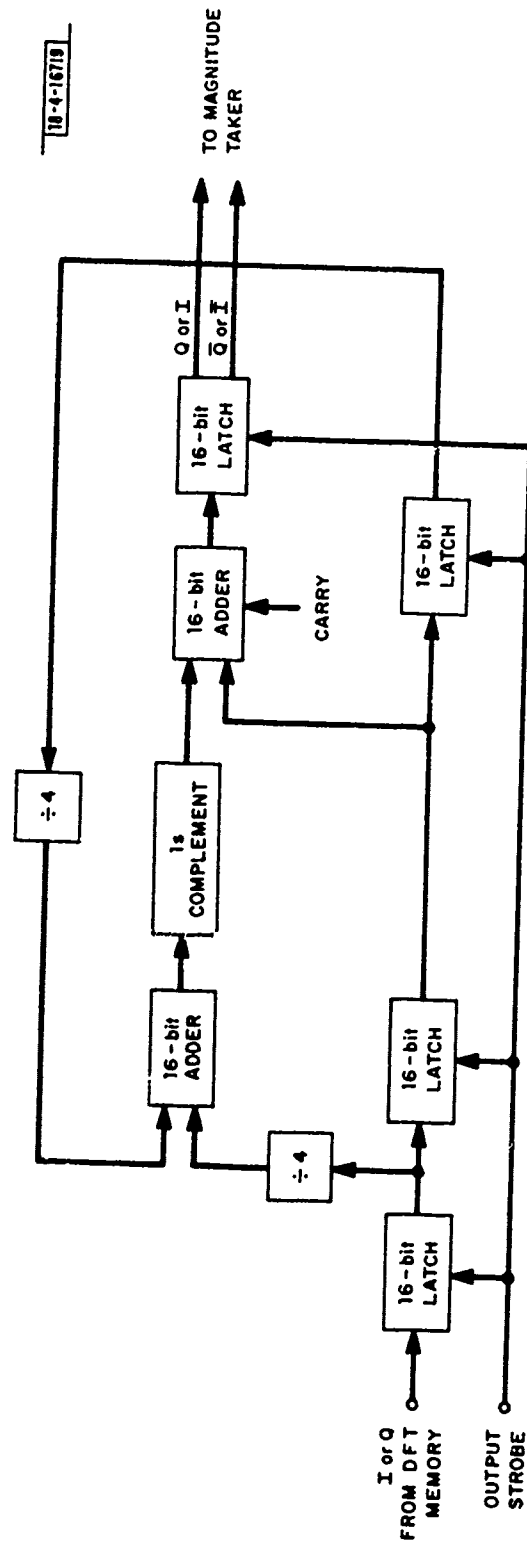 18-4-16719
÷4
TO MAGNITUDE
TAKER
Q or I
Q̅ or I̅
16-bit
ADDER
1s
COMPLEMENT
16-bit
ADDER
16-bit
LATCH
CARRY
÷4
16-bit
LATCH
16-bit
LATCH
16-bit
LATCH
I or Q
FROM DFT
MEMORY
OUTPUT
STROBE